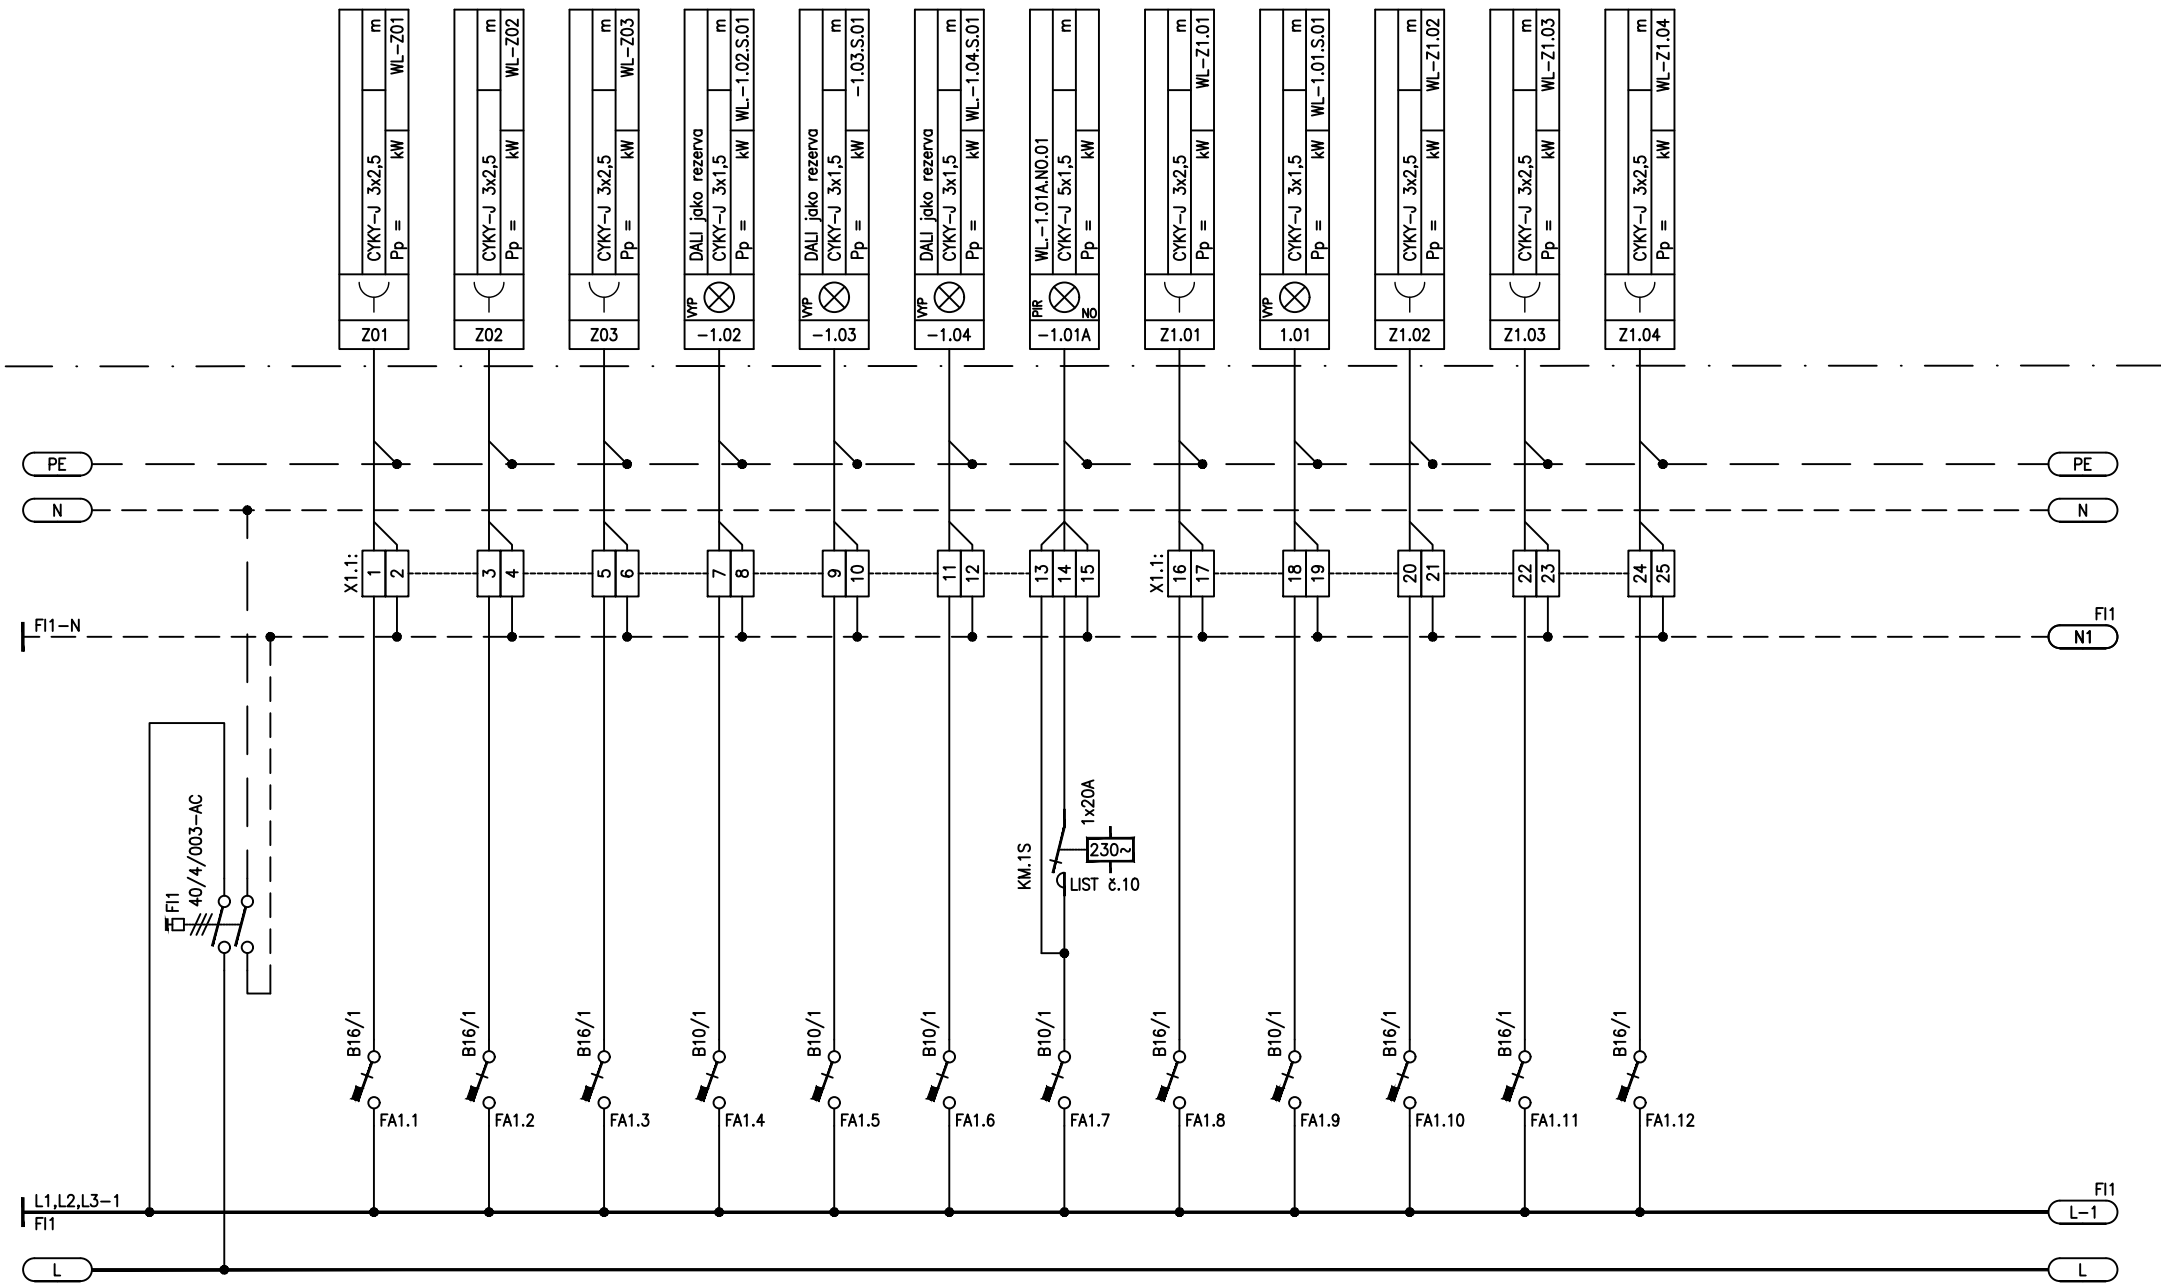 m
CYKY-J 3x2,5
WL-Z01
kW
Pp =
Z01
m
CYKY-J 3x2,5
WL-Z02
kW
Pp =
Z02
m
CYKY-J 3x2,5
WL-Z03
kW
Pp =
Z03
DALI jako rezerva
m
CYKY-J 3x1,5
WL.-1.02.S.01
kW
Pp =
VYP
-1.02
DALI jako rezerva
m
CYKY-J 3x1,5
-1.03.S.01
kW
Pp =
VYP
-1.03
DALI jako rezerva
m
CYKY-J 3x1,5
WL.-1.04.S.01
kW
Pp =
VYP
-1.04
WL.-1.01A.NO.01
m
CYKY-J 5x1,5
kW
Pp =
PIR
NO
-1.01A
m
CYKY-J 3x2,5
WL-Z1.01
kW
Pp =
Z1.01
m
CYKY-J 3x1,5
WL-1.01.S.01
kW
Pp =
VYP
1.01
m
CYKY-J 3x2,5
WL-Z1.02
kW
Pp =
Z1.02
m
CYKY-J 3x2,5
WL-Z1.03
kW
Pp =
Z1.03
m
CYKY-J 3x2,5
WL-Z1.04
kW
Pp =
Z1.04
PE
PE
N
N
X1.1:
1
2
3
4
5
6
7
8
9
10
11
12
13
14
15
X1.1:
16
17
18
19
20
21
22
23
24
25
FI1-N
FI1
N1
FI1
40/4/003-AC
KM.1S
1x20A
230~
LIST č.10
B16/1
B16/1
B16/1
B10/1
B10/1
B10/1
B10/1
B16/1
B10/1
B16/1
B16/1
B16/1
FA1.1
FA1.2
FA1.3
FA1.4
FA1.5
FA1.6
FA1.7
FA1.8
FA1.9
FA1.10
FA1.11
FA1.12
L1,L2,L3-1
FI1
FI1
L-1
L
L